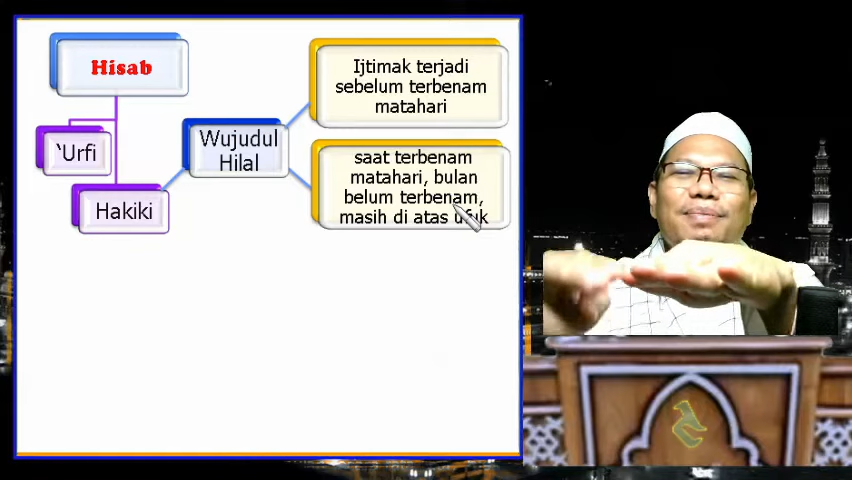 Hisab
'Urfi
Hakiki
Wujudul
Hilal
Ijtimak terjadi
sebelum terbenam
matahari
saat terbenam
matahari, bulan
belum terbenam,
masih di atas ufuk